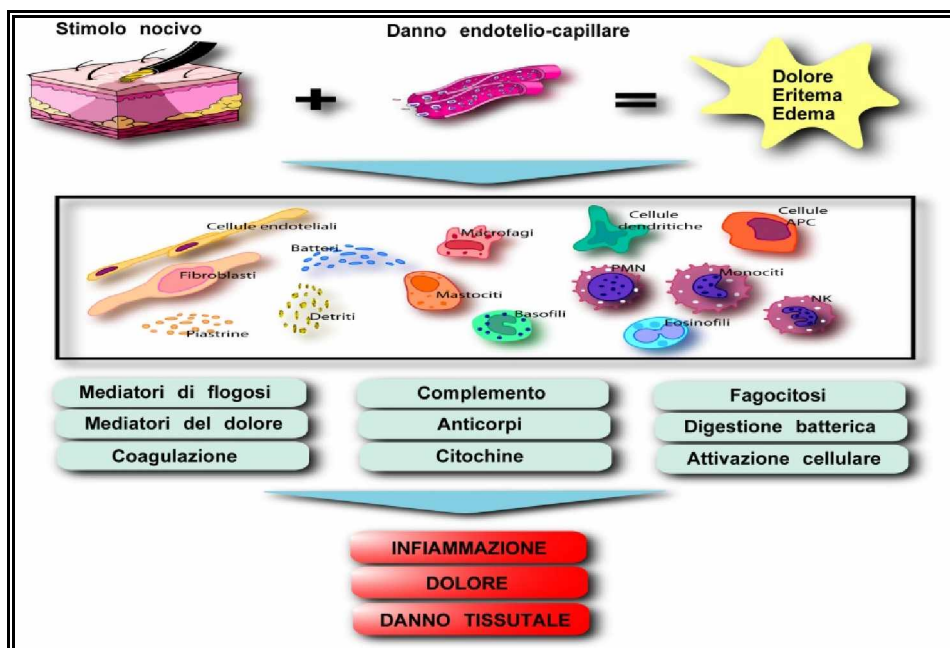 Stimolo nocivo
Danno endotelio-capillare
+
=
Dolore
Eritema
Edema
Cellule endoteliali
Fibroblasti
Piastrine
Batteri
Detriti
Macrofagi
Mastociti
Basofili
Cellule
dendritiche
Cellule
APC
PMN
Monociti
Eosinofili
NK
Mediatori di flogosi
Mediatori del dolore
Coagulazione
Complemento
Anticorpi
Citochine
Fagocitosi
Digestione batterica
Attivazione cellulare
INFIAMMAZIONE
DOLORE
DANNO TISSUTALE